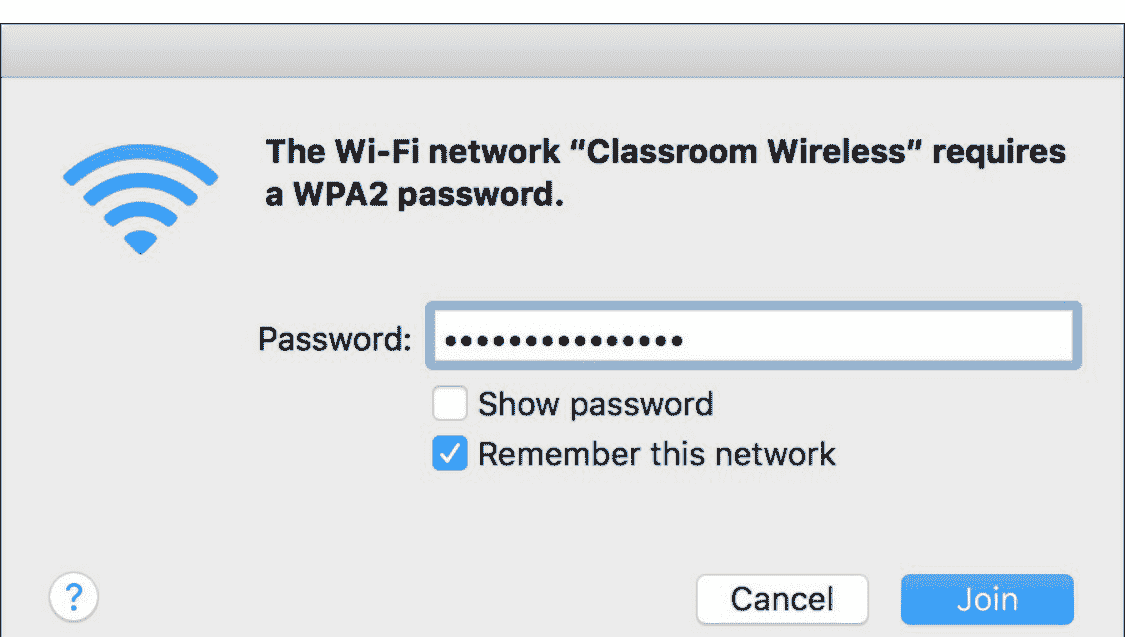 The Wi-Fi network “Classroom Wireless” requires
a WPA2 password.
Password: •••••••••••••••
Show password
Remember this network
? Cancel Join